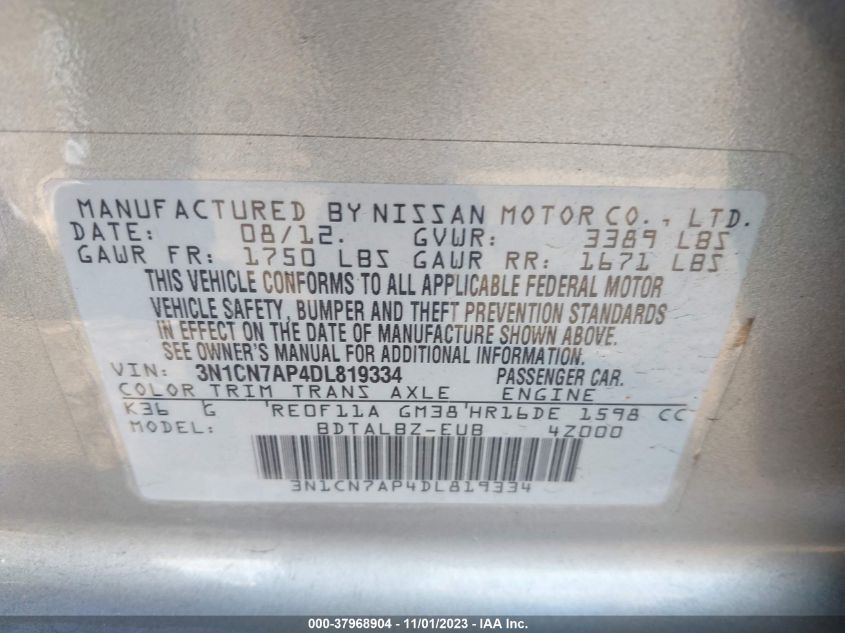 MANUFACTURED BY NISSAN MOTOR CO., LTD.
DATE: 08/12. GVWR: 3389 LBS
GAWR FR: 1750 LBS GAWR RR: 1671 LBS
THIS VEHICLE CONFORMS TO ALL APPLICABLE FEDERAL MOTOR
VEHICLE SAFETY, BUMPER AND THEFT PREVENTION STANDARDS
IN EFFECT ON THE DATE OF MANUFACTURE SHOWN ABOVE.
SEE OWNER'S MANUAL FOR ADDITIONAL INFORMATION.
VIN: 3N1CN7AP4DL819334 PASSENGER CAR.
COLOR TRIM TRANS AXLE ENGINE
K36 G 'RE0F11A GM38'HR16DE 1598 CC
MODEL: BDTALBZ-EUB 4Z000
3N1CN7AP4DL819334
000-37968904 - 11/01/2023 - IAA Inc.